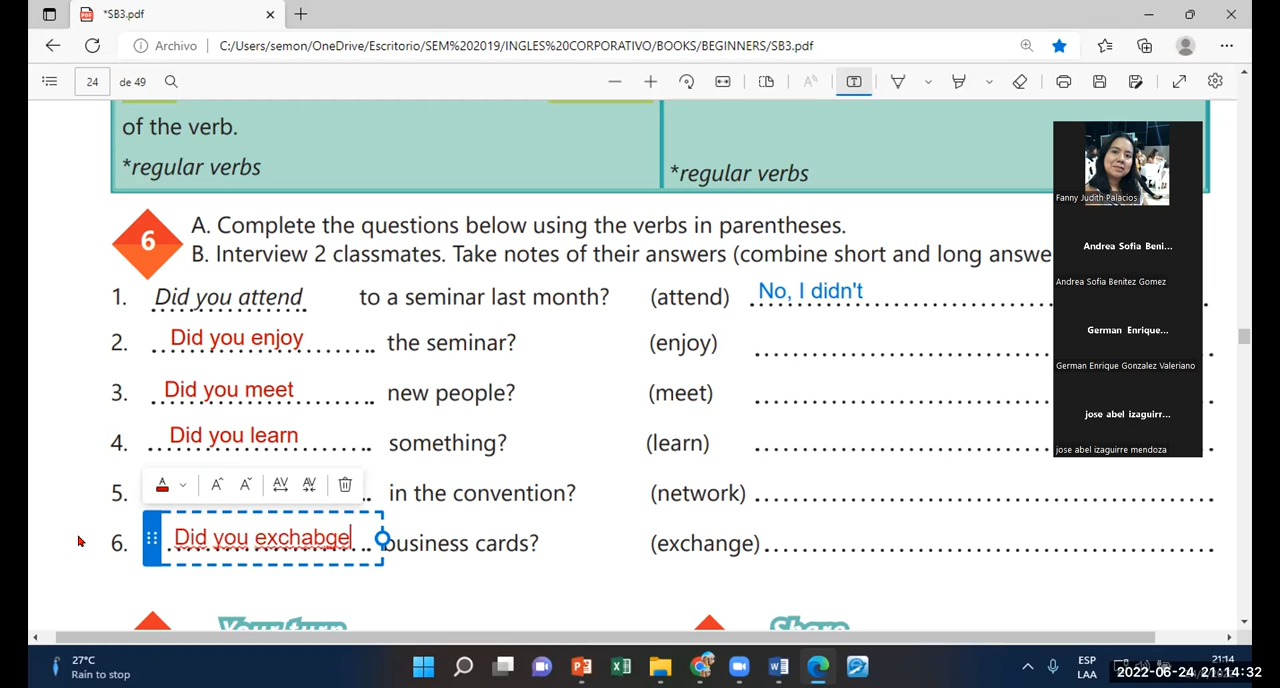 *SB3.pdf
Archivo C:/Users/semon/OneDrive/Escritorio/SEM%202019/INGLES%20CORPORATIVO/BOOKS/BEGINNERS/SB3.pdf
24 de 49
of the verb.
*regular verbs
*regular verbs
Fanny Judith Palacios
Andrea Sofia Beni...
Andrea Sofia Benitez Gomez
German Enrique...
German Enrique Gonzalez Valeriano
jose abel izaguirr...
jose abel izaguirre mendoza
6
A. Complete the questions below using the verbs in parentheses.
B. Interview 2 classmates. Take notes of their answers (combine short and long answe
1. Did you attend to a seminar last month? (attend) No, I didn't
2. Did you enjoy the seminar? (enjoy)
3. Did you meet new people? (meet)
4. Did you learn something? (learn)
5. in the convention? (network)
6. Did you exchabge business cards? (exchange)
Your turn Share
27°C
Rain to stop
ESP
LAA
21:14
2022-06-24 21:14:32